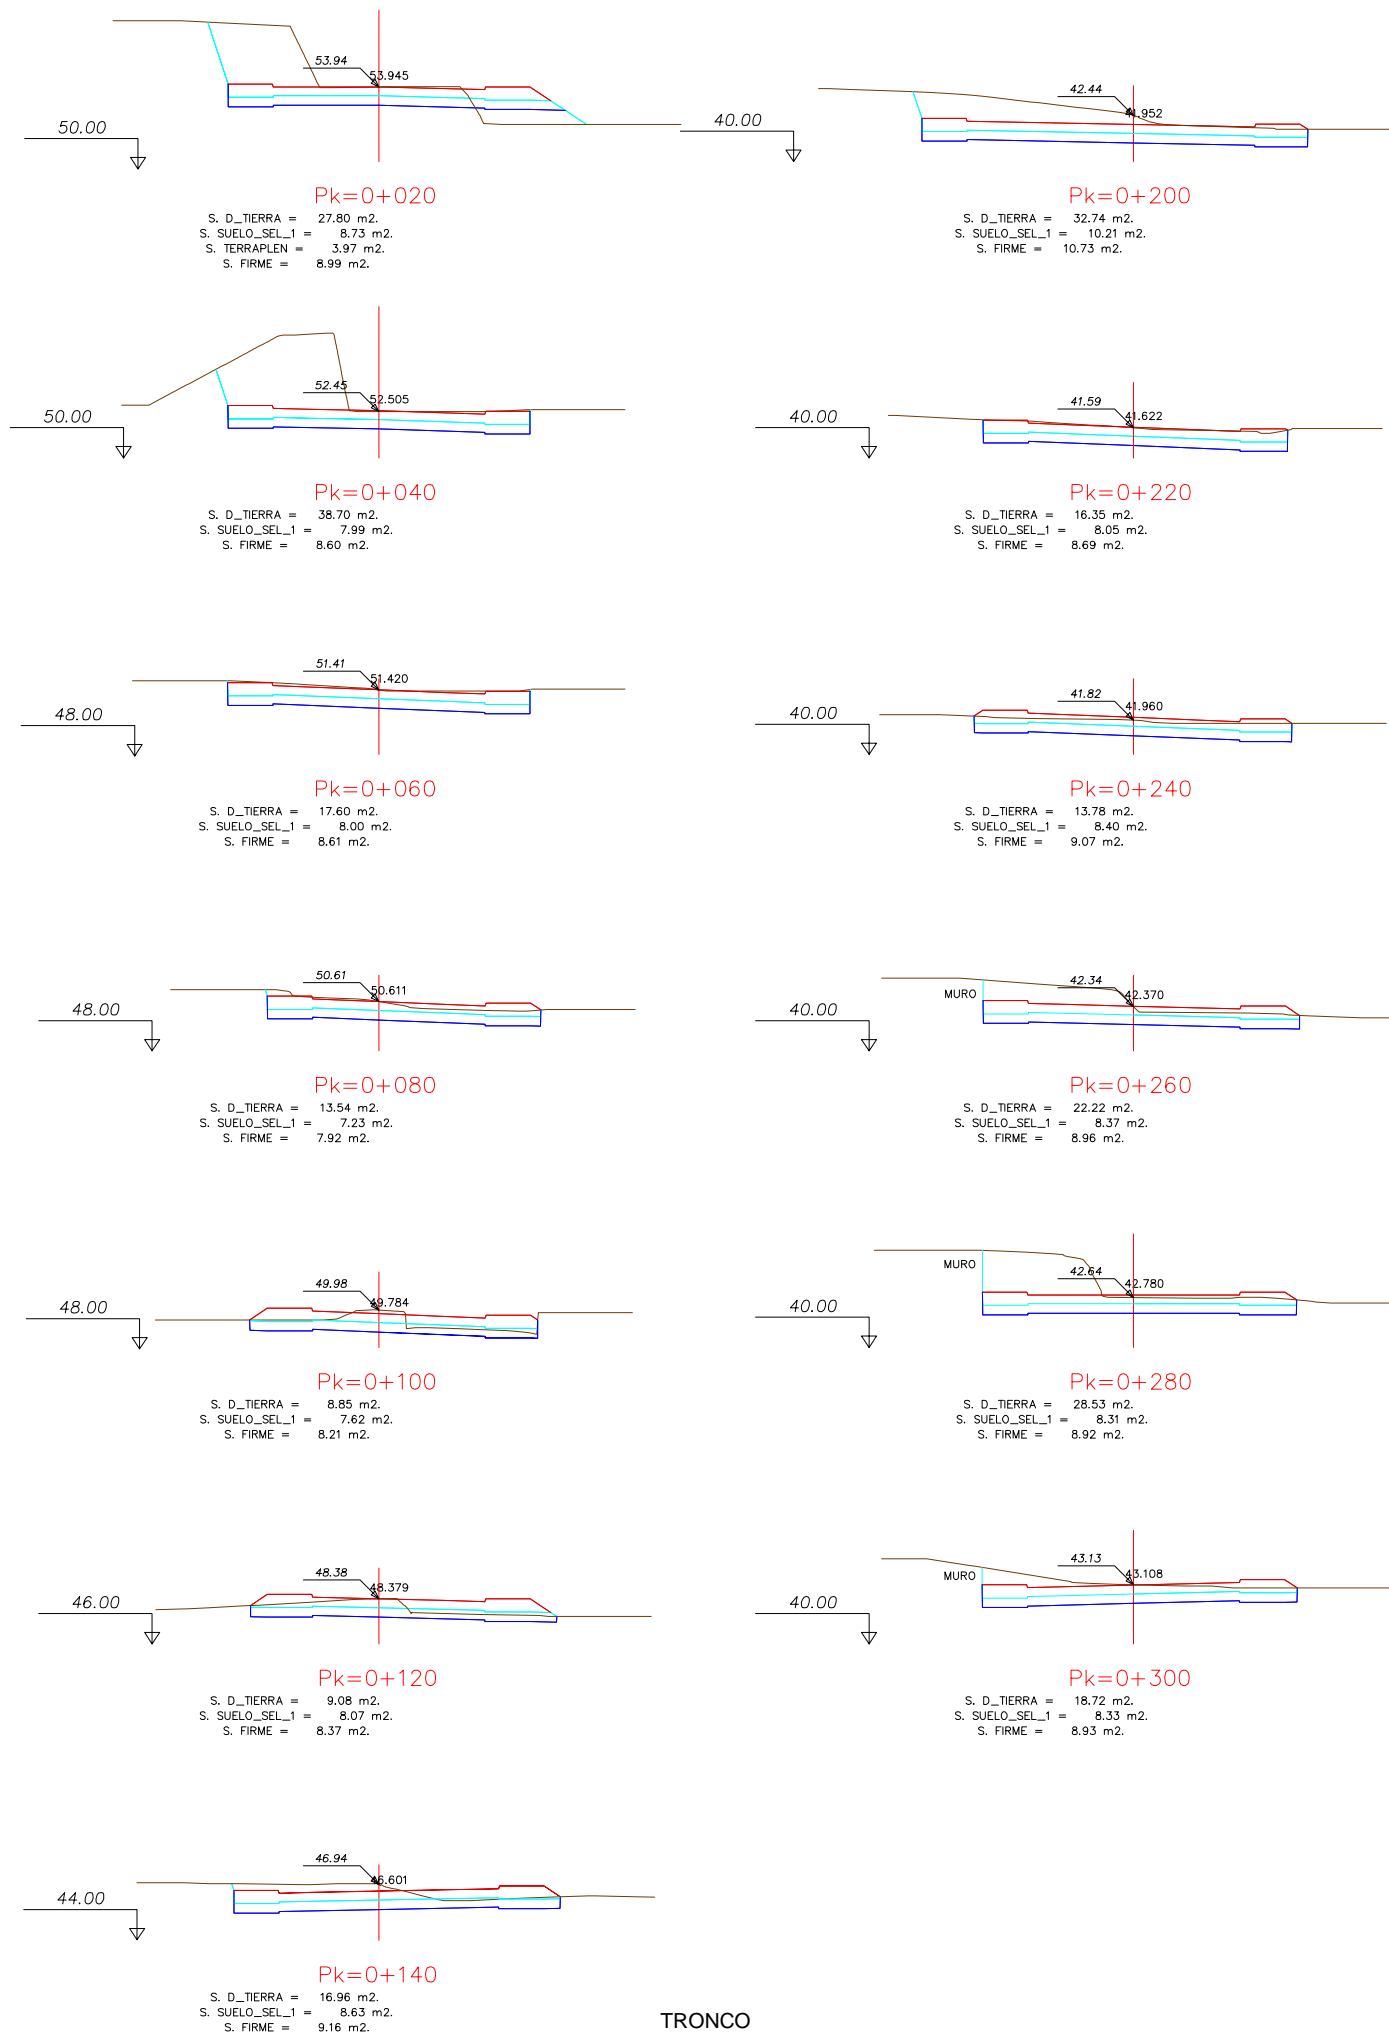 53.94
53.945
50.00
Pk=0+020
S. D_TIERRA = 27.80 m2.
S. SUELO_SEL_1 = 8.73 m2.
S. TERRAPLEN = 3.97 m2.
S. FIRME = 8.99 m2.
52.45
52.505
50.00
Pk=0+040
S. D_TIERRA = 38.70 m2.
S. SUELO_SEL_1 = 7.99 m2.
S. FIRME = 8.60 m2.
51.41
51.420
48.00
Pk=0+060
S. D_TIERRA = 17.60 m2.
S. SUELO_SEL_1 = 8.00 m2.
S. FIRME = 8.61 m2.
50.61
50.611
48.00
Pk=0+080
S. D_TIERRA = 13.54 m2.
S. SUELO_SEL_1 = 7.23 m2.
S. FIRME = 7.92 m2.
49.98
49.784
48.00
Pk=0+100
S. D_TIERRA = 8.85 m2.
S. SUELO_SEL_1 = 7.62 m2.
S. FIRME = 8.21 m2.
48.38
48.379
46.00
Pk=0+120
S. D_TIERRA = 9.08 m2.
S. SUELO_SEL_1 = 8.07 m2.
S. FIRME = 8.37 m2.
46.94
46.601
44.00
Pk=0+140
S. D_TIERRA = 16.96 m2.
S. SUELO_SEL_1 = 8.63 m2.
S. FIRME = 9.16 m2.
42.44
41.952
40.00
Pk=0+200
S. D_TIERRA = 32.74 m2.
S. SUELO_SEL_1 = 10.21 m2.
S. FIRME = 10.73 m2.
41.59
41.622
40.00
Pk=0+220
S. D_TIERRA = 16.35 m2.
S. SUELO_SEL_1 = 8.05 m2.
S. FIRME = 8.69 m2.
41.82
41.960
40.00
Pk=0+240
S. D_TIERRA = 13.78 m2.
S. SUELO_SEL_1 = 8.40 m2.
S. FIRME = 9.07 m2.
42.34
MURO
42.370
40.00
Pk=0+260
S. D_TIERRA = 22.22 m2.
S. SUELO_SEL_1 = 8.37 m2.
S. FIRME = 8.96 m2.
MURO
42.64
42.780
40.00
Pk=0+280
S. D_TIERRA = 28.53 m2.
S. SUELO_SEL_1 = 8.31 m2.
S. FIRME = 8.92 m2.
43.13
MURO
43.108
40.00
Pk=0+300
S. D_TIERRA = 18.72 m2.
S. SUELO_SEL_1 = 8.33 m2.
S. FIRME = 8.93 m2.
TRONCO